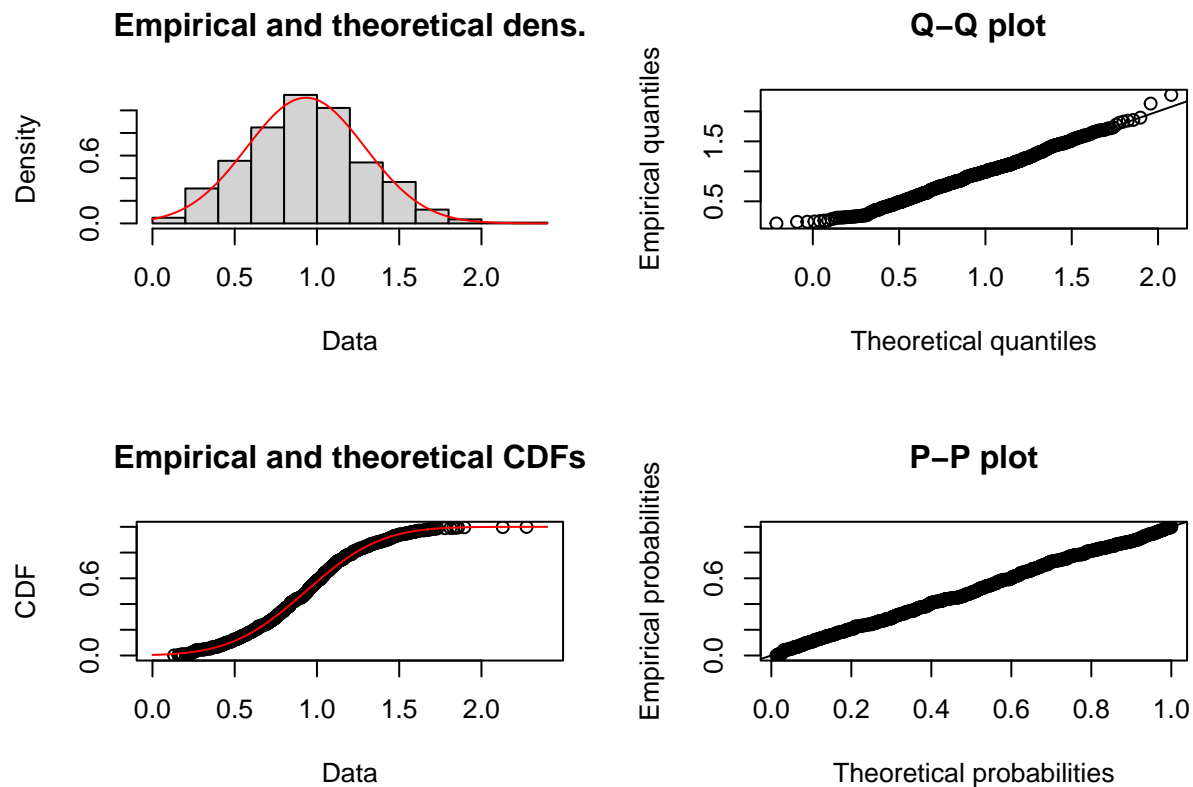 Empirical and theoretical dens.
Density
0.0 0.6
0.0 0.5 1.0 1.5 2.0
Data
Q−Q plot
Empirical quantiles
0.5 1.5
0.0 0.5 1.0 1.5 2.0
Theoretical quantiles
Empirical and theoretical CDFs
CDF
0.0 0.6
0.0 0.5 1.0 1.5 2.0
Data
P−P plot
Empirical probabilities
0.0 0.6
0.0 0.2 0.4 0.6 0.8 1.0
Theoretical probabilities